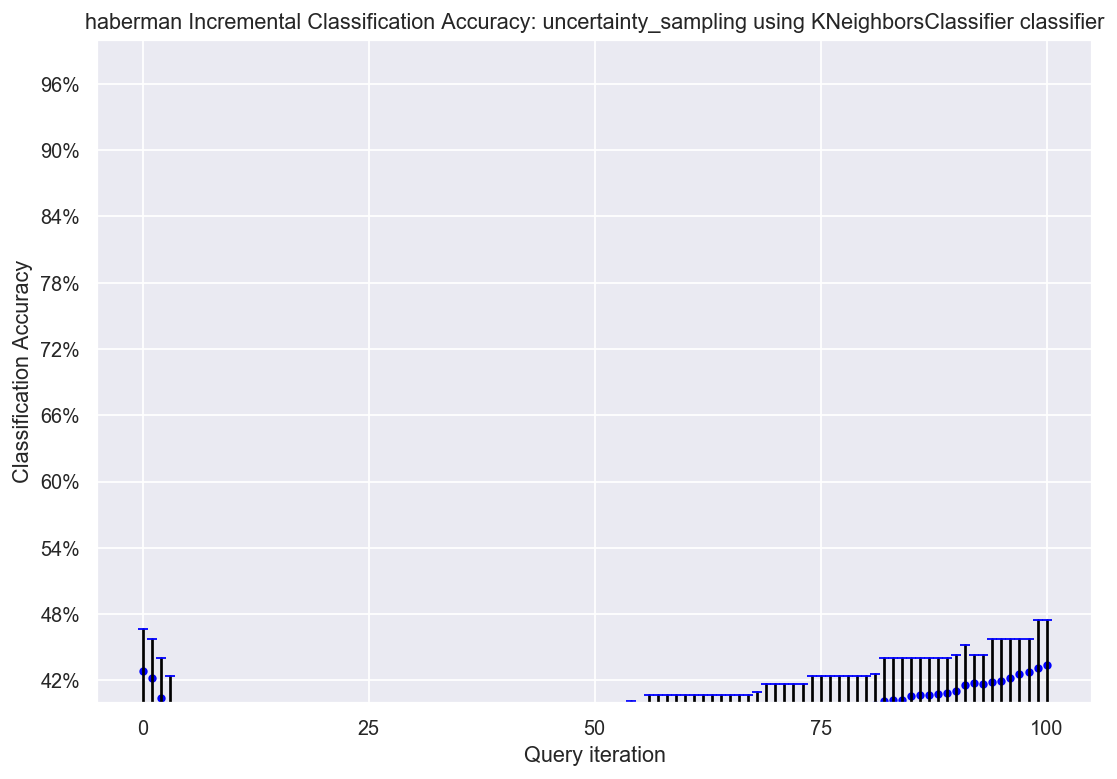 haberman Incremental Classification Accuracy: uncertainty_sampling using KNeighborsClassifier classifier
96%
90%
84%
78%
72%
66%
60%
54%
48%
42%
Classification Accuracy
0 25 50 75 100
Query iteration